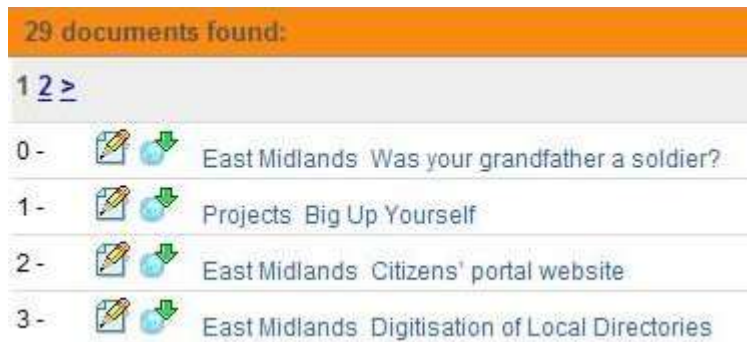 29 documents found:
1 2 >
0 - East Midlands Was your grandfather a soldier?
1 - Projects Big Up Yourself
2 - East Midlands Citizens' portal website
3 - East Midlands Digitisation of Local Directories